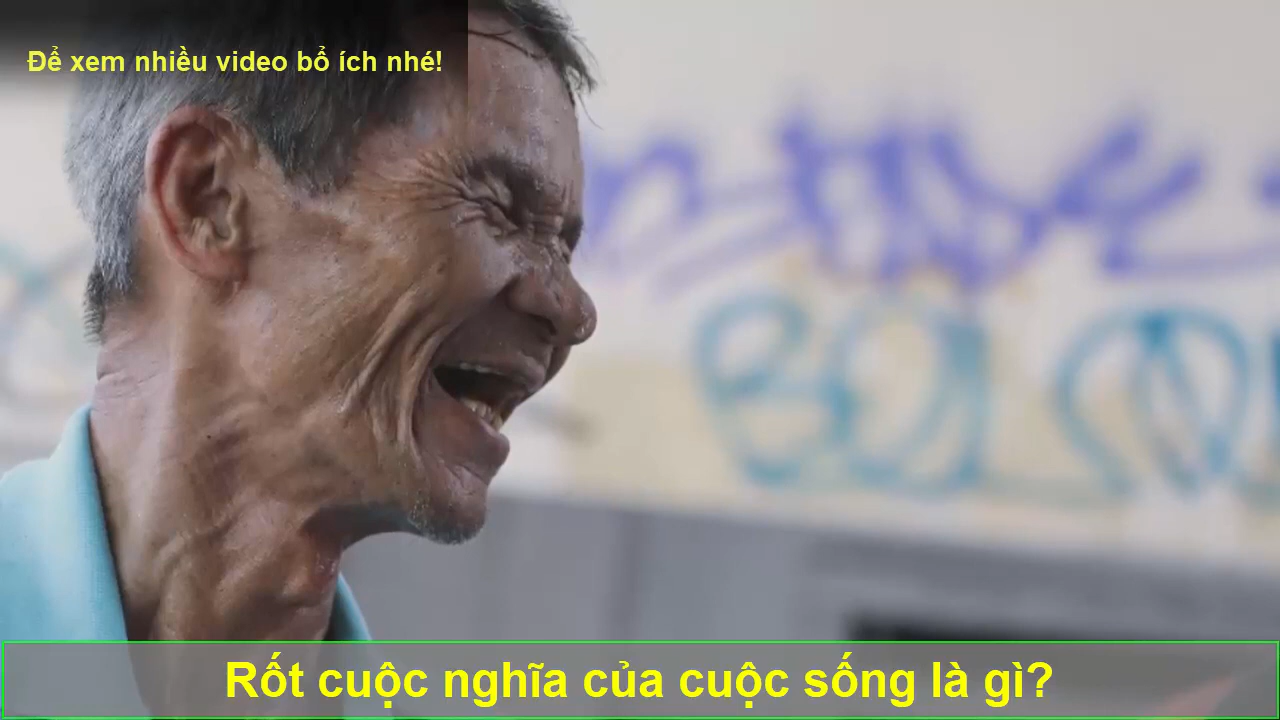 Để xem nhiều video bổ ích nhé!
Rốt cuộc nghĩa của cuộc sống là gì?